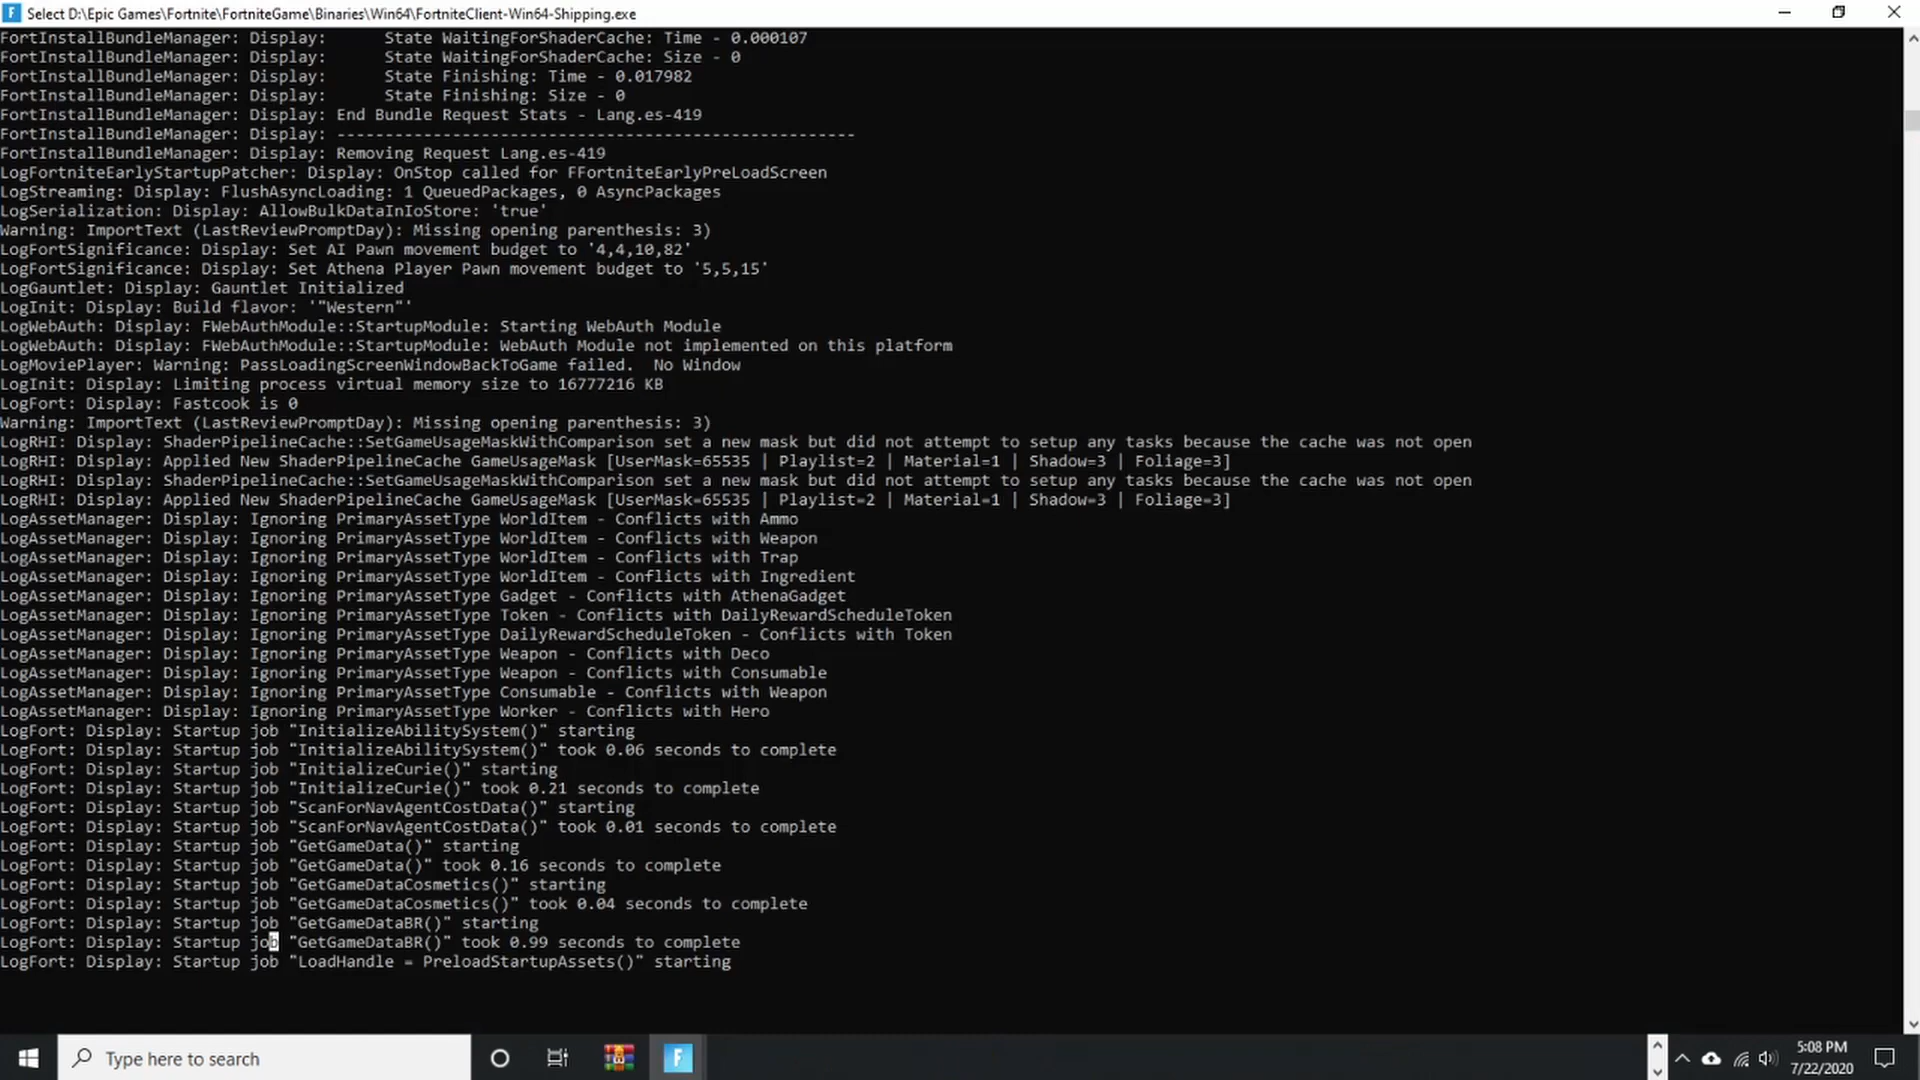 Select D:\Epic Games\Fortnite\FortniteGame\Binaries\Win64\FortniteClient-Win64-Shipping.exe
FortInstallBundleManager: Display:      State WaitingForShaderCache: Time - 0.000107
FortInstallBundleManager: Display:      State WaitingForShaderCache: Size - 0
FortInstallBundleManager: Display:      State Finishing: Time - 0.017982
FortInstallBundleManager: Display:      State Finishing: Size - 0
FortInstallBundleManager: Display: End Bundle Request Stats - Lang.es-419
FortInstallBundleManager: Display: ------------------------------------------------------
FortInstallBundleManager: Display: Removing Request Lang.es-419
LogFortniteEarlyStartupPatcher: Display: OnStop called for FFortniteEarlyPreLoadScreen
LogStreaming: Display: FlushAsyncLoading: 1 QueuedPackages, 0 AsyncPackages
LogSerialization: Display: AllowBulkDataInIoStore: 'true'
Warning: ImportText (LastReviewPromptDay): Missing opening parenthesis: 3)
LogFortSignificance: Display: Set AI Pawn movement budget to '4,4,10,82'
LogFortSignificance: Display: Set Athena Player Pawn movement budget to '5,5,15'
LogGauntlet: Display: Gauntlet Initialized
LogInit: Display: Build flavor: '"Western"'
LogWebAuth: Display: FWebAuthModule::StartupModule: Starting WebAuth Module
LogWebAuth: Display: FWebAuthModule::StartupModule: WebAuth Module not implemented on this platform
LogMoviePlayer: Warning: PassLoadingScreenWindowBackToGame failed.  No Window
LogInit: Display: Limiting process virtual memory size to 16777216 KB
LogFort: Display: Fastcook is 0
Warning: ImportText (LastReviewPromptDay): Missing opening parenthesis: 3)
LogRHI: Display: ShaderPipelineCache::SetGameUsageMaskWithComparison set a new mask but did not attempt to setup any tasks because the cache was not open
LogRHI: Display: Applied New ShaderPipelineCache GameUsageMask [UserMask=65535 | Playlist=2 | Material=1 | Shadow=3 | Foliage=3]
LogRHI: Display: ShaderPipelineCache::SetGameUsageMaskWithComparison set a new mask but did not attempt to setup any tasks because the cache was not open
LogRHI: Display: Applied New ShaderPipelineCache GameUsageMask [UserMask=65535 | Playlist=2 | Material=1 | Shadow=3 | Foliage=3]
LogAssetManager: Display: Ignoring PrimaryAssetType WorldItem - Conflicts with Ammo
LogAssetManager: Display: Ignoring PrimaryAssetType WorldItem - Conflicts with Weapon
LogAssetManager: Display: Ignoring PrimaryAssetType WorldItem - Conflicts with Trap
LogAssetManager: Display: Ignoring PrimaryAssetType WorldItem - Conflicts with Ingredient
LogAssetManager: Display: Ignoring PrimaryAssetType Gadget - Conflicts with AthenaGadget
LogAssetManager: Display: Ignoring PrimaryAssetType Token - Conflicts with DailyRewardScheduleToken
LogAssetManager: Display: Ignoring PrimaryAssetType DailyRewardScheduleToken - Conflicts with Token
LogAssetManager: Display: Ignoring PrimaryAssetType Weapon - Conflicts with Deco
LogAssetManager: Display: Ignoring PrimaryAssetType Weapon - Conflicts with Consumable
LogAssetManager: Display: Ignoring PrimaryAssetType Consumable - Conflicts with Weapon
LogAssetManager: Display: Ignoring PrimaryAssetType Worker - Conflicts with Hero
LogFort: Display: Startup job "InitializeAbilitySystem()" starting
LogFort: Display: Startup job "InitializeAbilitySystem()" took 0.06 seconds to complete
LogFort: Display: Startup job "InitializeCurie()" starting
LogFort: Display: Startup job "InitializeCurie()" took 0.21 seconds to complete
LogFort: Display: Startup job "ScanForNavAgentCostData()" starting
LogFort: Display: Startup job "ScanForNavAgentCostData()" took 0.01 seconds to complete
LogFort: Display: Startup job "GetGameData()" starting
LogFort: Display: Startup job "GetGameData()" took 0.16 seconds to complete
LogFort: Display: Startup job "GetGameDataCosmetics()" starting
LogFort: Display: Startup job "GetGameDataCosmetics()" took 0.04 seconds to complete
LogFort: Display: Startup job "GetGameDataBR()" starting
LogFort: Display: Startup job "GetGameDataBR()" took 0.99 seconds to complete
LogFort: Display: Startup job "LoadHandle = PreloadStartupAssets()" starting
Type here to search
5:08 PM
7/22/2020